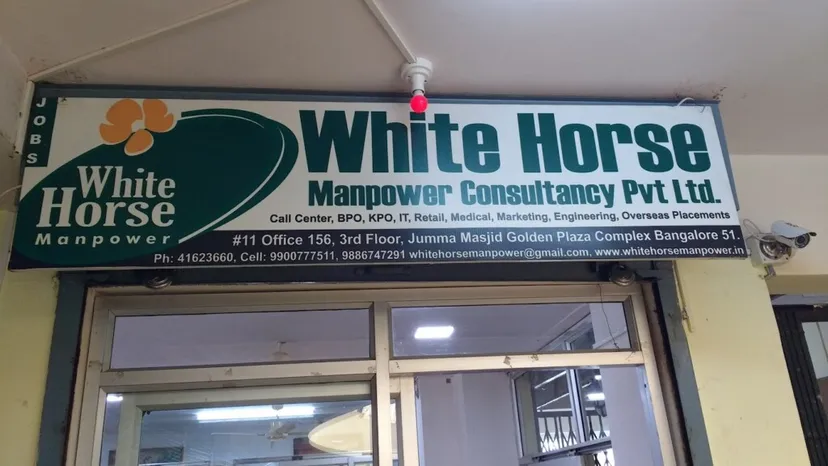 JOBS
White
Horse
Manpower
White Horse
Manpower Consultancy Pvt Ltd.
Call Center, BPO, KPO, IT, Retail, Medical, Marketing, Engineering, Overseas Placements
#11 Office 156, 3rd Floor, Jumma Masjid Golden Plaza Complex Bangalore 51.
Ph: 41623660, Cell: 9900777511, 9886747291 whitehorsemanpower@gmail.com, www.whitehorsemanpower.in